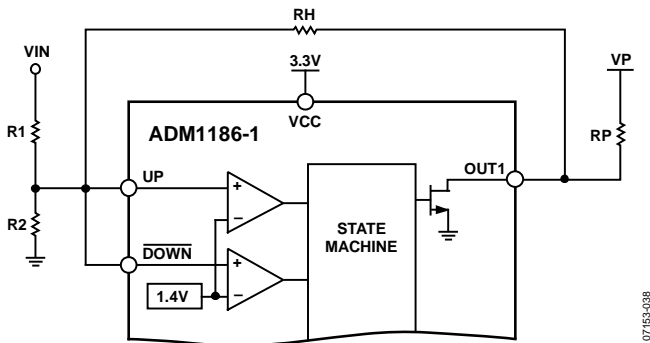 RH
VIN
3.3V
VP
VCC
R1
ADM1186-1
RP
UP
OUT1
R2
STATE
MACHINE
DOWN
1.4V
07153-038